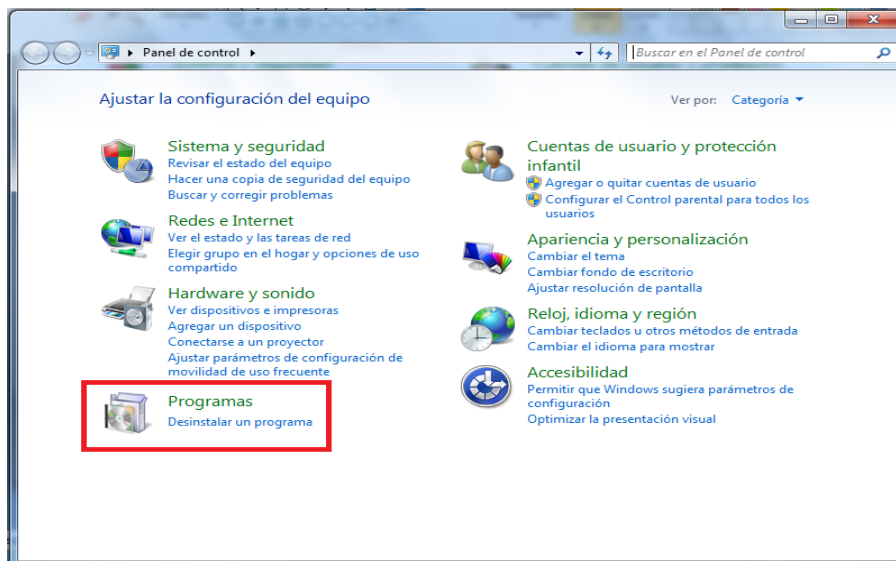 Panel de control
Buscar en el Panel de control
Ajustar la configuración del equipo
Ver por: Categoría
Sistema y seguridad
Revisar el estado del equipo
Hacer una copia de seguridad del equipo
Buscar y corregir problemas
Redes e Internet
Ver el estado y las tareas de red
Elegir grupo en el hogar y opciones de uso
compartido
Hardware y sonido
Ver dispositivos e impresoras
Agregar un dispositivo
Conectarse a un proyector
Ajustar parámetros de configuración de
movilidad de uso frecuente
Programas
Desinstalar un programa
Cuentas de usuario y protección
infantil
Agregar o quitar cuentas de usuario
Configurar el Control parental para todos los
usuarios
Apariencia y personalización
Cambiar el tema
Cambiar fondo de escritorio
Ajustar resolución de pantalla
Reloj, idioma y región
Cambiar teclados u otros métodos de entrada
Cambiar el idioma para mostrar
Accesibilidad
Permitir que Windows sugiera parámetros de
configuración
Optimizar la presentación visual